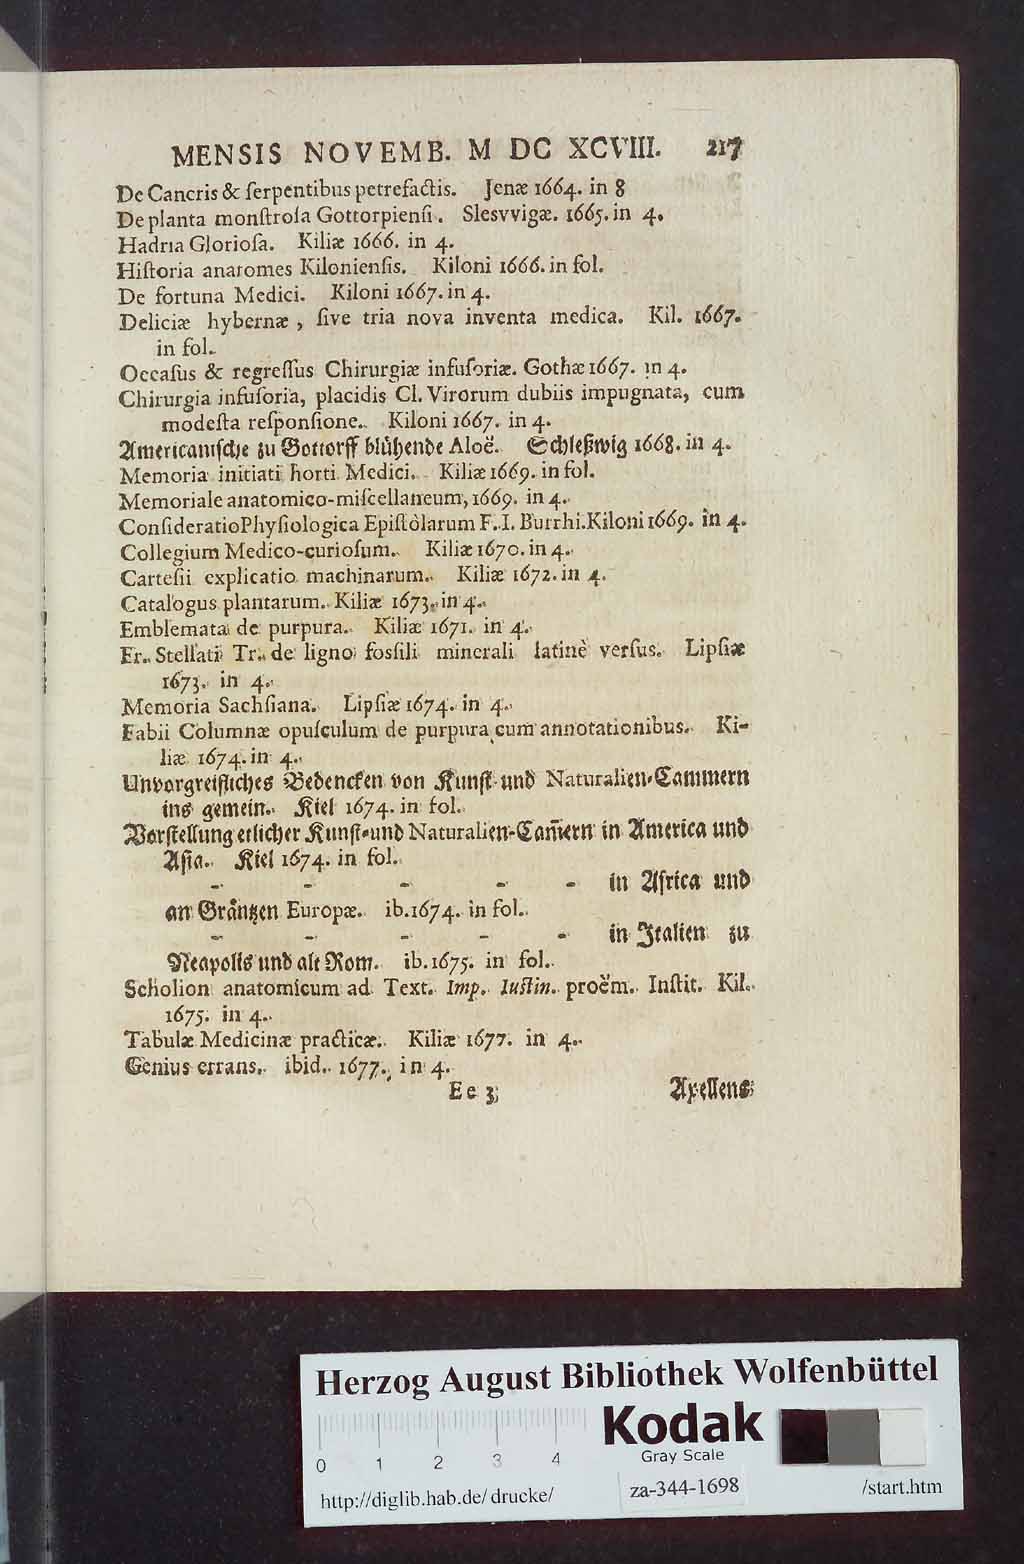 MENSIS NOVEMB. M DC XCVIII. 217
De Cancris & ſerpentibus petrefactis. Jenæ 1664. in 8
De planta monſtroſa Gottorpienſi. Slesvvigæ. 1665. in 4.
Hadria Glorioſa. Kiliæ 1666. in 4.
Hiſtoria anatomes Kilonienſis. Kiloni 1666. in fol.
De fortuna Medici. Kiloni 1667. in 4.
Deliciæ hybernæ, ſive tria nova inventa medica. Kil. 1667.
in fol.
Occaſus & regreſſus Chirurgiæ infuſoriæ. Gothæ 1667. in 4.
Chirurgia infuſoria, placidis Cl. Virorum dubiis impugnata, cum
modeſta reſponſione. Kiloni 1667. in 4.
Americaniſche zu Gottorff blühende Aloë. Schleßwig 1668. in 4.
Memoria initiati horti Medici. Kiliæ 1669. in fol.
Memoriale anatomico-miſcellaneum, 1669. in 4.
Conſideratio Phyſiologica Epiſtolarum F. I. Burrhi. Kiloni 1669. in 4.
Collegium Medico-curioſum. Kiliæ 1670. in 4.
Carteſii explicatio machinarum. Kiliæ 1672. in 4.
Catalogus plantarum. Kiliæ 1673. in 4.
Emblemata de purpura. Kiliæ 1671. in 4.
Fr. Stellati Tr. de ligno foſſili minerali latinè verſus. Lipſiæ
1673. in 4.
Memoria Sachſiana. Lipſiæ 1674. in 4.
Fabii Columnæ opuſculum de purpura cum annotationibus. Ki-
liæ 1674. in 4.
Unvorgreifliches Bedencken von Kunſt und Naturalien-Cammern
ins gemein. Kiel 1674. in fol.
Vorſtellung etlicher Kunſt-und Naturalien-Cam̃ern in America und
Aſia. Kiel 1674. in fol.
- - - - - in Africa und
an Gräntzen Europæ. ib. 1674. in fol.
- - - - - in Italien zu
Neapolis und alt Rom. ib. 1675. in fol.
Scholion anatomicum ad Text. Imp. Iuſtin. proëm. Inſtit. Kil.
1675. in 4.
Tabulæ Medicinæ practicæ. Kiliæ 1677. in 4.
Genius errans. ibid. 1677. in 4.
Ee 3 Apellens
Herzog August Bibliothek Wolfenbüttel
Kodak
Gray Scale
0 1 2 3 4
http://diglib.hab.de/drucke/ za-344-1698 /start.htm